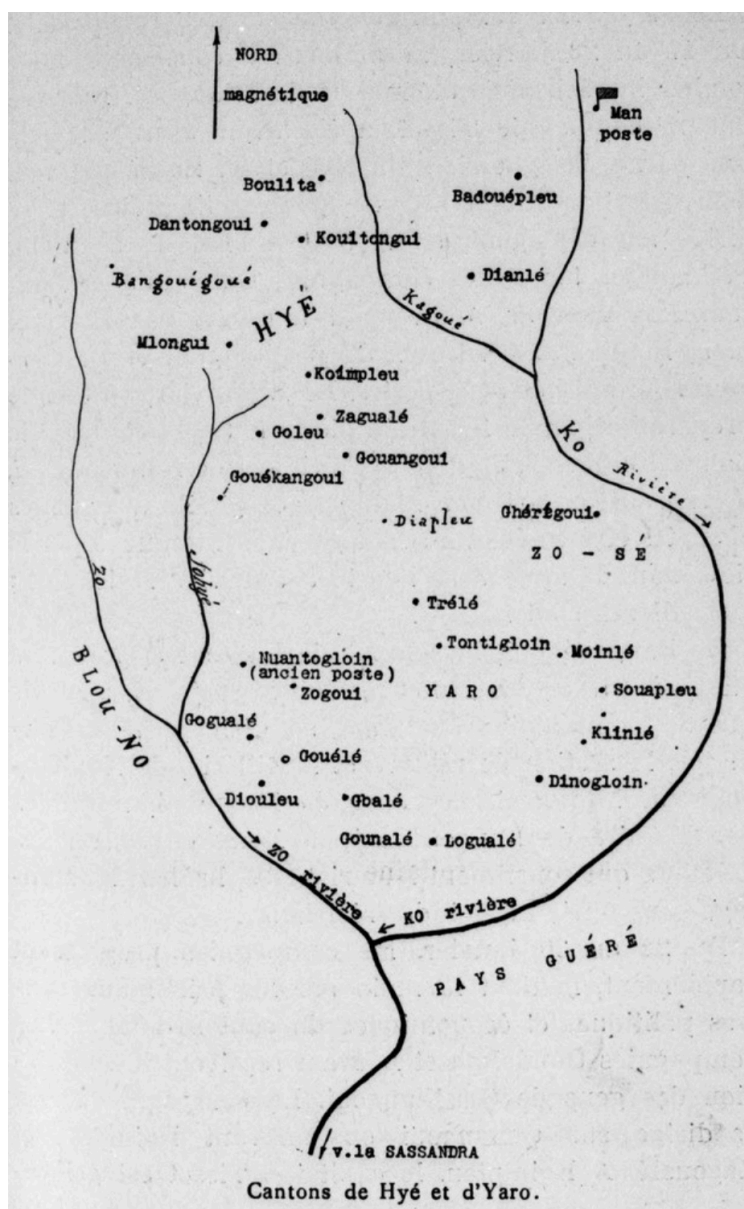 NORD
magnétique
Man
poste
Boulita
Badouépleu
Dantongoui
Kouitongui
Bangouégoué
Dianlé
HYÉ
Kagoué
Mlongui
Koimpleu
Zagualé
Goleu
KO
Rivière
Gouangoui
Gouékangoui
Diapleu
Ghérégoui
ZO-SÉ
ZO
Jahyé
Trélé
Tontigloin
Moinlé
Nuantogloin
(ancien poste)
Zogoui
YARO
Souapleu
BLOU-NO
Gogualé
Klinlé
Gouélé
Dinogloin
Diouleu
Gbalé
Gounalé
Logualé
ZO rivière
KO rivière
PAYS GUÉRÉ
v.la SASSANDRA
Cantons de Hyé et d'Yaro.